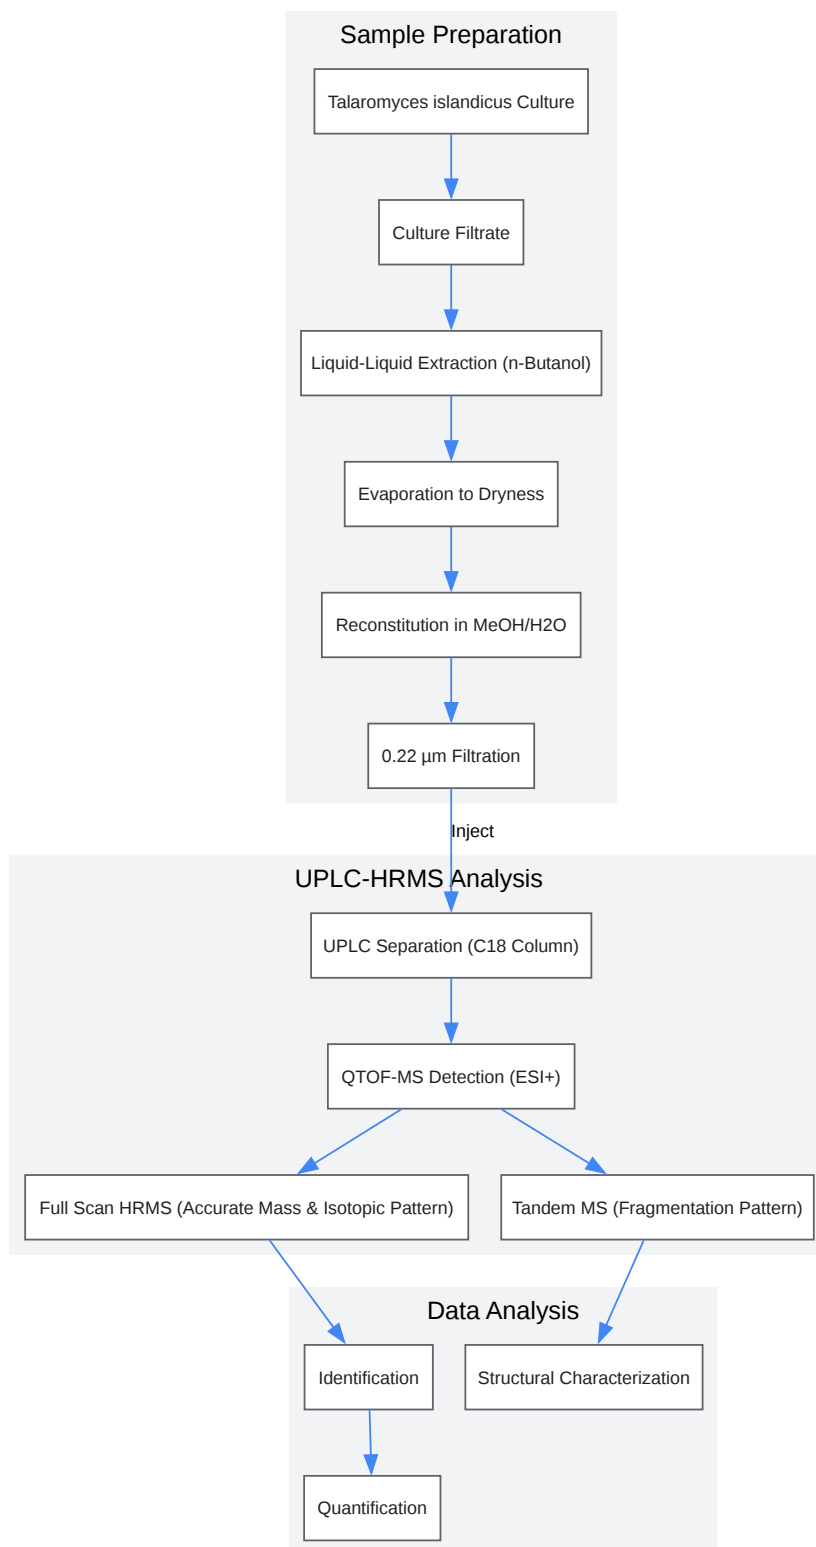 Sample Preparation
Talaromyces islandicus Culture
Culture Filtrate
Liquid-Liquid Extraction (n-Butanol)
Evaporation to Dryness
Reconstitution in MeOH/H2O
0.22 µm Filtration
Inject
UPLC-HRMS Analysis
UPLC Separation (C18 Column)
QTOF-MS Detection (ESI+)
Full Scan HRMS (Accurate Mass & Isotopic Pattern)
Tandem MS (Fragmentation Pattern)
Data Analysis
Identification
Structural Characterization
Quantification